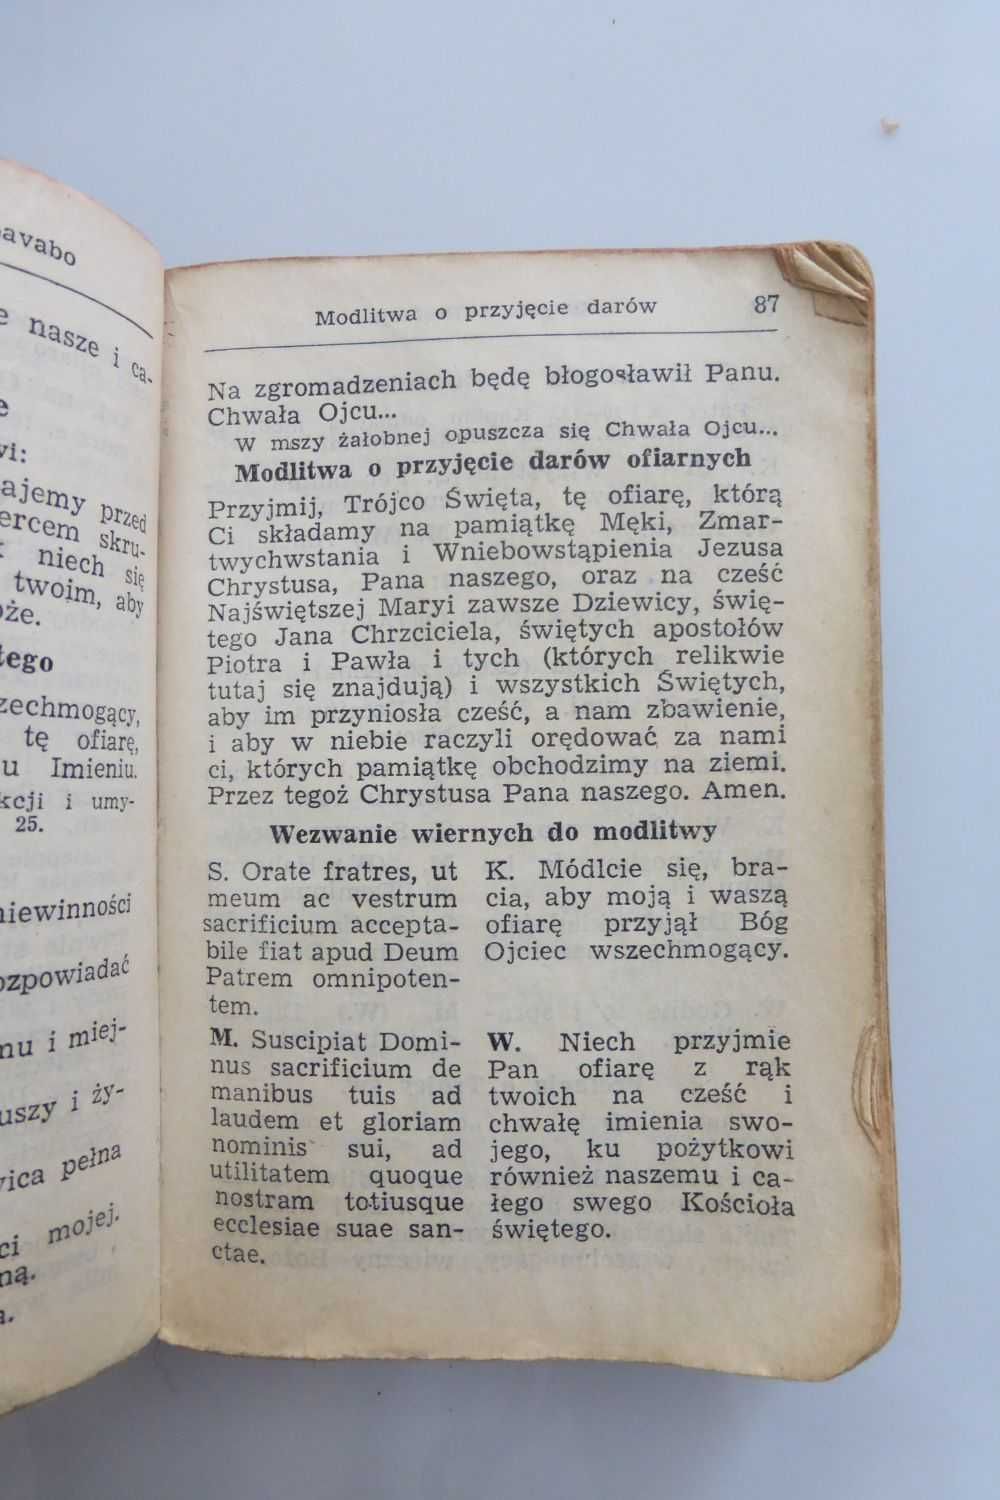 avabo
nasze i ca-
wi:
ajemy przed
ercem skru-
niech się
twoim, aby
oże.
tego
zechmogący,
tę ofiarę,
u Imieniu.
kcji i umy-
25.
niewinności
ozpowiadać
mu i miej-
uszy i ży-
ica pełna
ci mojej.
ną.
a.
Modlitwa o przyjęcie darów 87
Na zgromadzeniach będę błogosławił Panu.
Chwała Ojcu...
W mszy żałobnej opuszcza się Chwała Ojcu...
Modlitwa o przyjęcie darów ofiarnych
Przyjmij, Trójco Święta, tę ofiarę, którą
Ci składamy na pamiątkę Męki, Zmar-
twychwstania i Wniebowstąpienia Jezusa
Chrystusa, Pana naszego, oraz na cześć
Najświętszej Maryi zawsze Dziewicy, świę-
tego Jana Chrzciciela, świętych apostołów
Piotra i Pawła i tych (których relikwie
tutaj się znajdują) i wszystkich Świętych,
aby im przyniosła cześć, a nam zbawienie,
i aby w niebie raczyli orędować za nami
ci, których pamiątkę obchodzimy na ziemi.
Przez tegoż Chrystusa Pana naszego. Amen.
Wezwanie wiernych do modlitwy
S. Orate fratres, ut
meum ac vestrum
sacrificium accepta-
bile fiat apud Deum
Patrem omnipoten-
tem.
M. Suscipiat Domi-
nus sacrificium de
manibus tuis ad
laudem et gloriam
nominis sui, ad
utilitatem quoque
nostram totiusque
ecclesiae suae san-
ctae.
K. Módlcie się, bra-
cia, aby moją i waszą
ofiarę przyjął Bóg
Ojciec wszechmogący.
W. Niech przyjmie
Pan ofiarę z rąk
twoich na cześć i
chwałę imienia swo-
jego, ku pożytkowi
również naszemu i ca-
łego swego Kościoła
świętego.